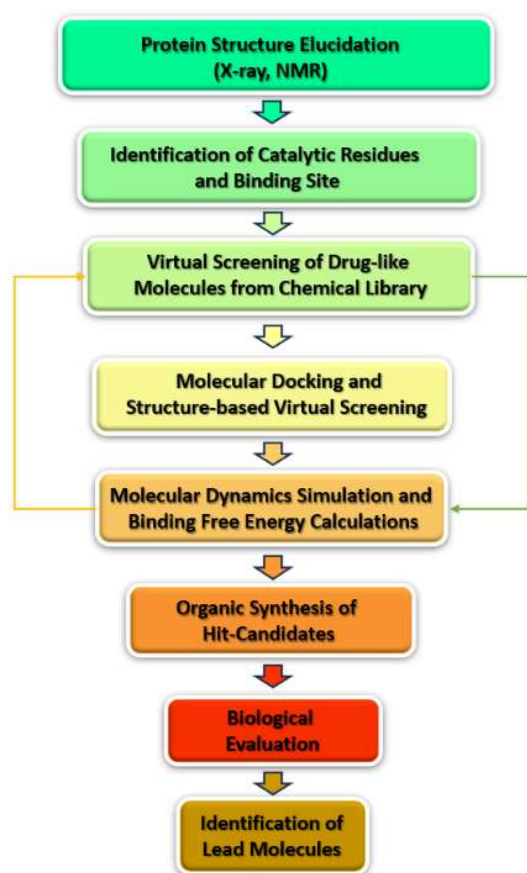 Protein Structure Elucidation
(X-ray, NMR)
Identification of Catalytic Residues
and Binding Site
Virtual Screening of Drug-like
Molecules from Chemical Library
Molecular Docking and
Structure-based Virtual Screening
Molecular Dynamics Simulation and
Binding Free Energy Calculations
Organic Synthesis of
Hit-Candidates
Biological
Evaluation
Identification of
Lead Molecules